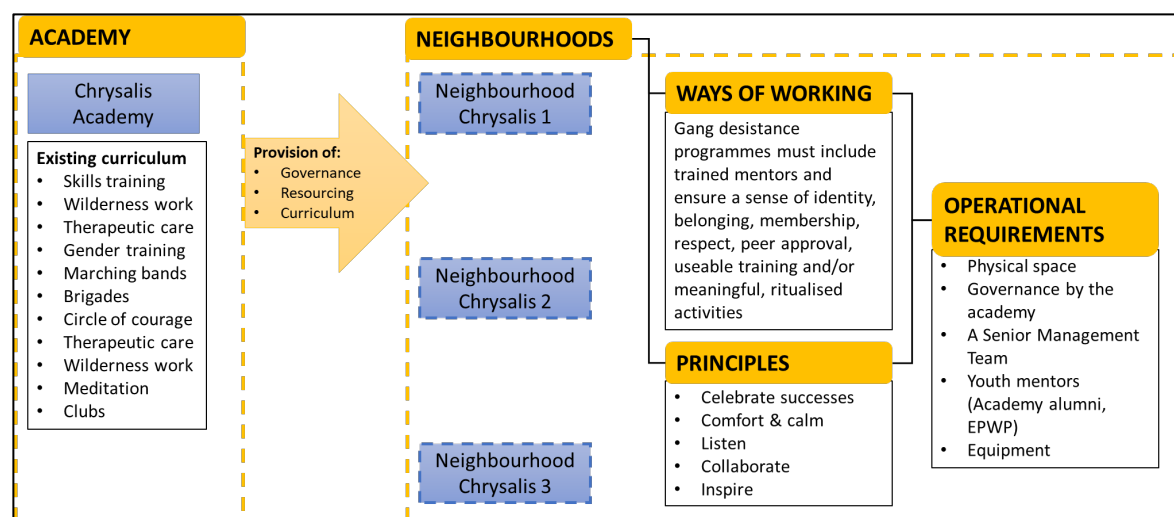 ACADEMY
Chrysalis
Academy
Existing curriculum
• Skills training
• Wilderness work
• Therapeutic care
• Gender training
• Marching bands
• Brigades
• Circle of courage
• Therapeutic care
• Wilderness work
• Meditation
• Clubs
Provision of:
• Governance
• Resourcing
• Curriculum
NEIGHBOURHOODS
Neighbourhood
Chrysalis 1
Neighbourhood
Chrysalis 2
Neighbourhood
Chrysalis 3
WAYS OF WORKING
Gang desistance
programmes must include
trained mentors and
ensure a sense of identity,
belonging, membership,
respect, peer approval,
useable training and/or
meaningful, ritualised
activities
PRINCIPLES
• Celebrate successes
• Comfort & calm
• Listen
• Collaborate
• Inspire
OPERATIONAL
REQUIREMENTS
• Physical space
• Governance by the
academy
• A Senior Management
Team
• Youth mentors
(Academy alumni,
EPWP)
• Equipment